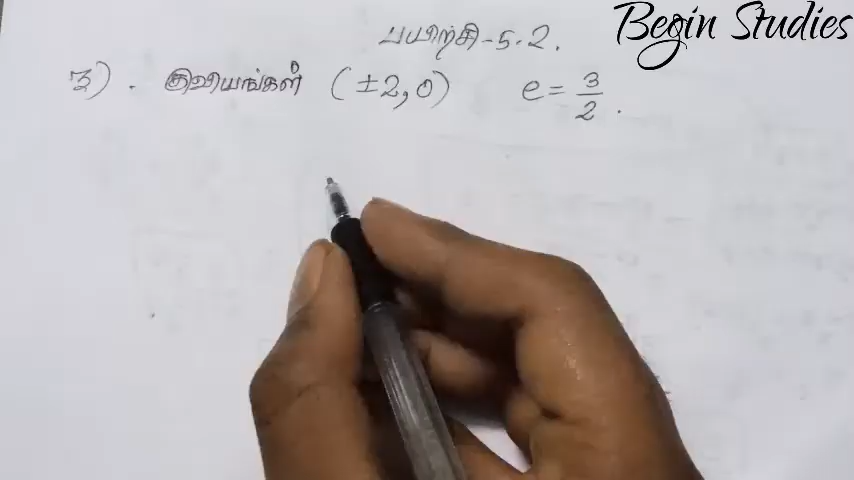 Begin Studies
பயிற்சி-5.2.
3). குவியங்கள் (±2,0) e = 3/2.